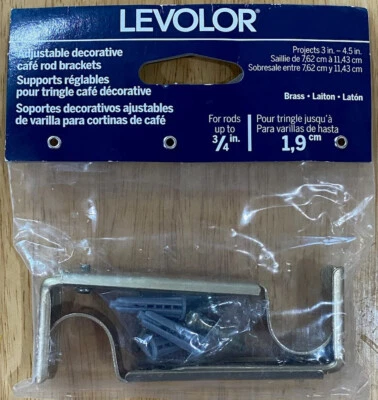 LEVOLOR®
Adjustable decorative
café rod brackets
Supports réglables
pour tringle café décorative
Soportes decorativos ajustables
de varilla para cortinas de café
Projects 3 in. ~ 4.5 in.
Saillie de 7,62 cm à 11,43 cm
Sobresale entre 7,62 cm y 11,43 cm
Brass • Laiton • Latón
For rods
up to
3/4 in.
Pour tringle jusqu'à
Para varillas de hasta
1,9 cm